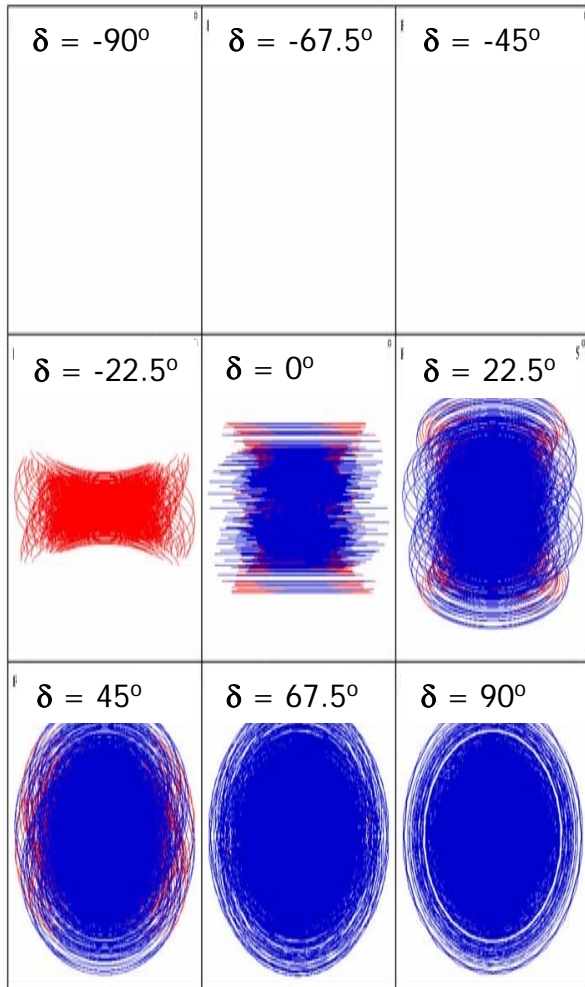 δ = -90º
δ = -67.5º
δ = -45º
δ = -22.5º
δ = 0º
δ = 22.5º
δ = 45º
δ = 67.5º
δ = 90º